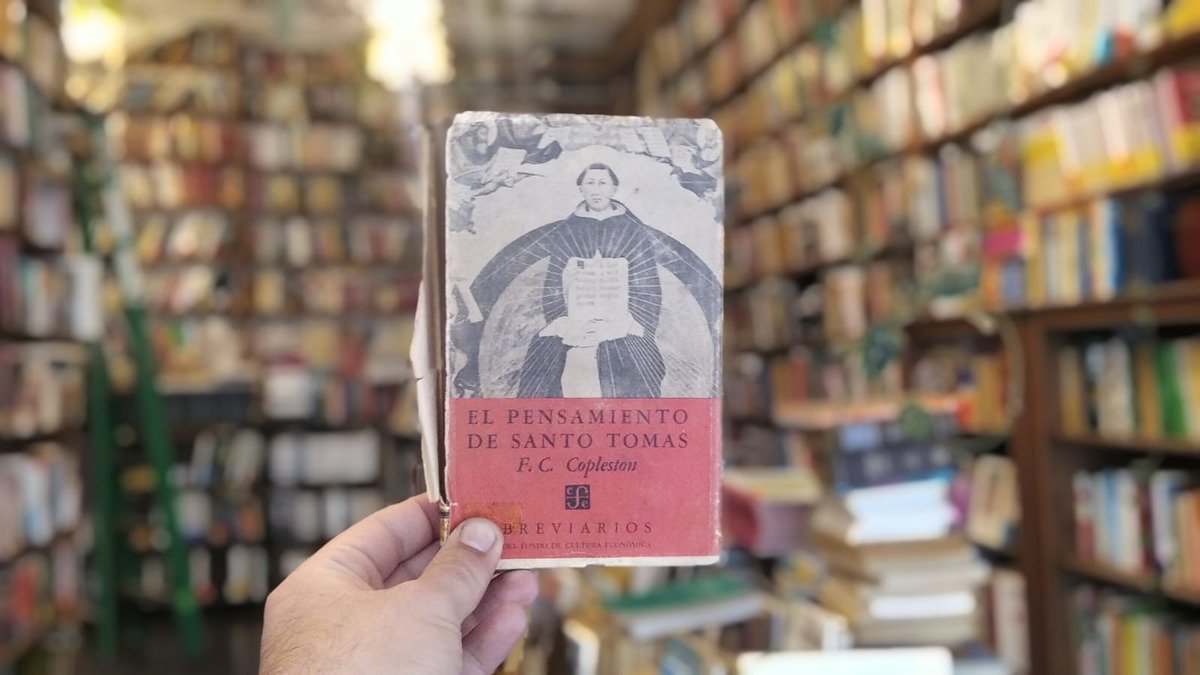 EL PENSAMIENTO
DE SANTO TOMAS
F. C. Copleston
BREVIARIOS
DEL FONDO DE CULTURA ECONÓMICA